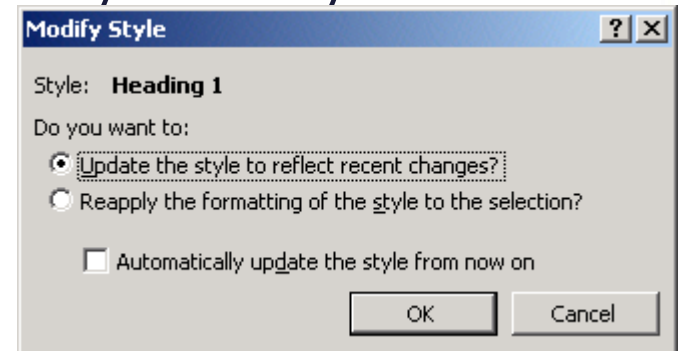 Modify Style
Style: Heading 1
Do you want to:
Update the style to reflect recent changes?
Reapply the formatting of the style to the selection?
Automatically update the style from now on
OK Cancel